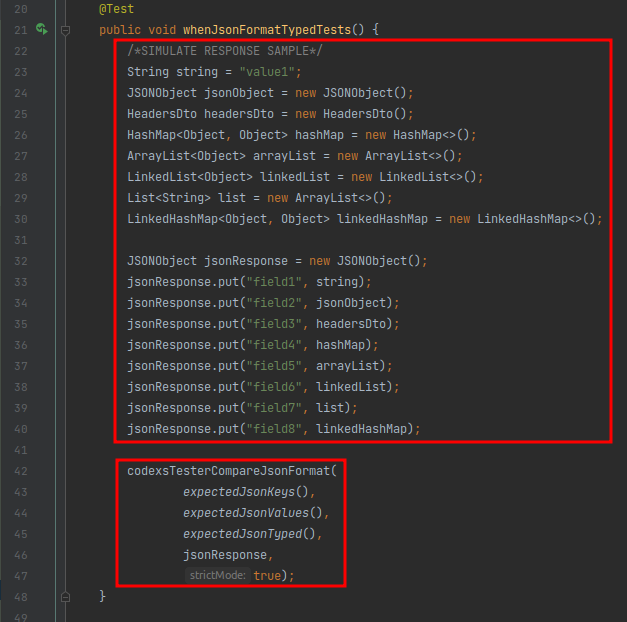 20 @Test
21 public void whenJsonFormatTypedTests() {
22 /*SIMULATE RESPONSE SAMPLE*/
23 String string = "value1";
24 JSONObject jsonObject = new JSONObject();
25 HeadersDto headersDto = new HeadersDto();
26 HashMap<Object, Object> hashMap = new HashMap<>();
27 ArrayList<Object> arrayList = new ArrayList<>();
28 LinkedList<Object> linkedList = new LinkedList<>();
29 List<String> list = new ArrayList<>();
30 LinkedHashMap<Object, Object> linkedHashMap = new LinkedHashMap<>();
31
32 JSONObject jsonResponse = new JSONObject();
33 jsonResponse.put("field1", string);
34 jsonResponse.put("field2", jsonObject);
35 jsonResponse.put("field3", headersDto);
36 jsonResponse.put("field4", hashMap);
37 jsonResponse.put("field5", arrayList);
38 jsonResponse.put("field6", linkedList);
39 jsonResponse.put("field7", list);
40 jsonResponse.put("field8", linkedHashMap);
41
42 codexsTesterCompareJsonFormat(
43 expectedJsonKeys(),
44 expectedJsonValues(),
45 expectedJsonTyped(),
46 jsonResponse,
47 strictMode: true);
48 }
49